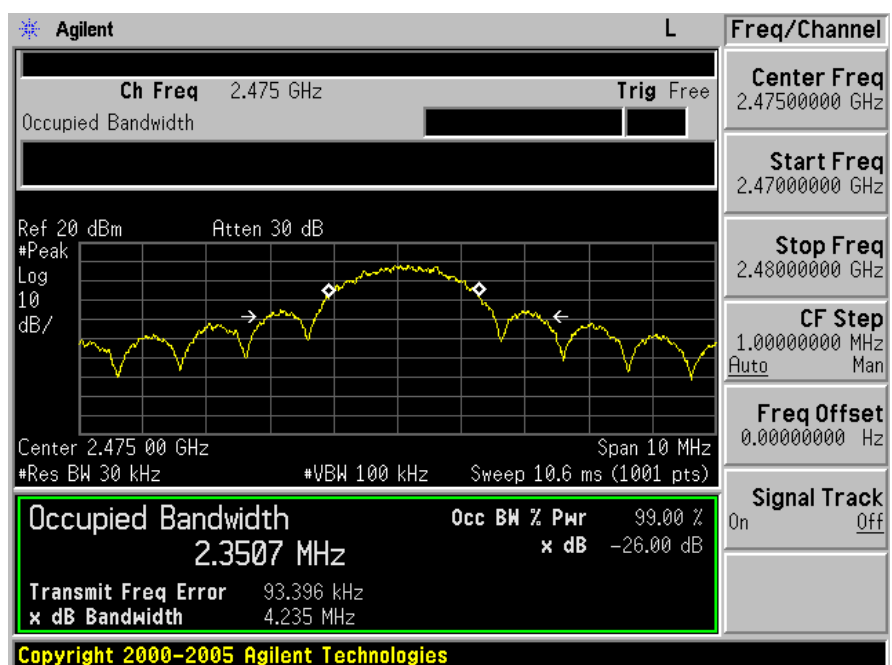 Agilent L
Freq/Channel
Ch Freq 2.475 GHz Trig Free
Occupied Bandwidth
Center Freq
2.47500000 GHz
Start Freq
2.47000000 GHz
Stop Freq
2.48000000 GHz
CF Step
1.00000000 MHz
Auto Man
Freq Offset
0.00000000 Hz
Signal Track
On Off
Ref 20 dBm Atten 30 dB
#Peak
Log
10
dB/
Center 2.475 00 GHz Span 10 MHz
#Res BW 30 kHz #VBW 100 kHz Sweep 10.6 ms (1001 pts)
Occupied Bandwidth
2.3507 MHz
Occ BW % Pwr 99.00 %
x dB -26.00 dB
Transmit Freq Error 93.396 kHz
x dB Bandwidth 4.235 MHz
Copyright 2000-2005 Agilent Technologies